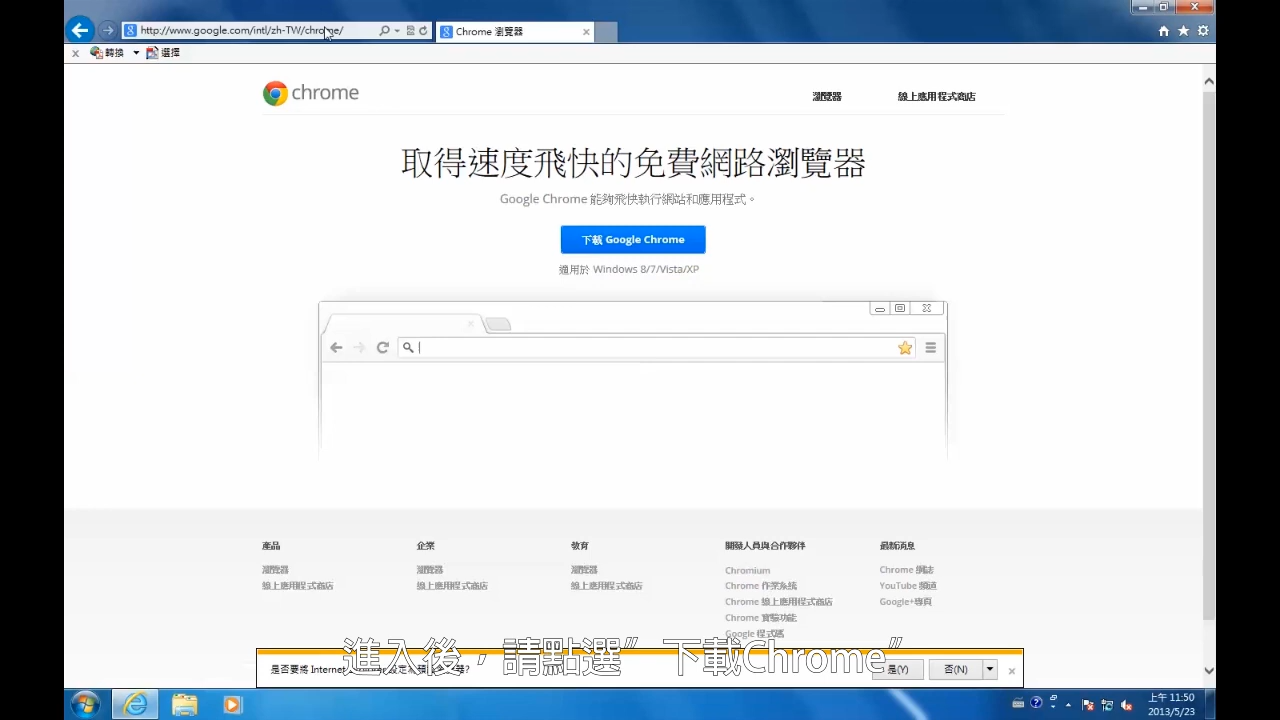 http://www.google.com/intl/zh-TW/chrome/
Chrome 瀏覽器
轉換
選擇
chrome
瀏覽器
線上應用程式商店
取得速度飛快的免費網路瀏覽器
Google Chrome 能夠飛快執行網站和應用程式。
下載 Google Chrome
適用於 Windows 8/7/Vista/XP
產品
瀏覽器
線上應用程式商店
企業
瀏覽器
線上應用程式商店
教育
瀏覽器
線上應用程式商店
開發人員與合作夥伴
Chromium
Chrome 作業系統
Chrome 線上應用程式商店
Chrome 實驗功能
Google 程式碼
最新消息
Chrome 網誌
YouTube 頻道
Google+專頁
進入後，請點選”下載Chrome”
是否要將 Internet
是(Y)
否(N)
上午 11:50
2013/5/23